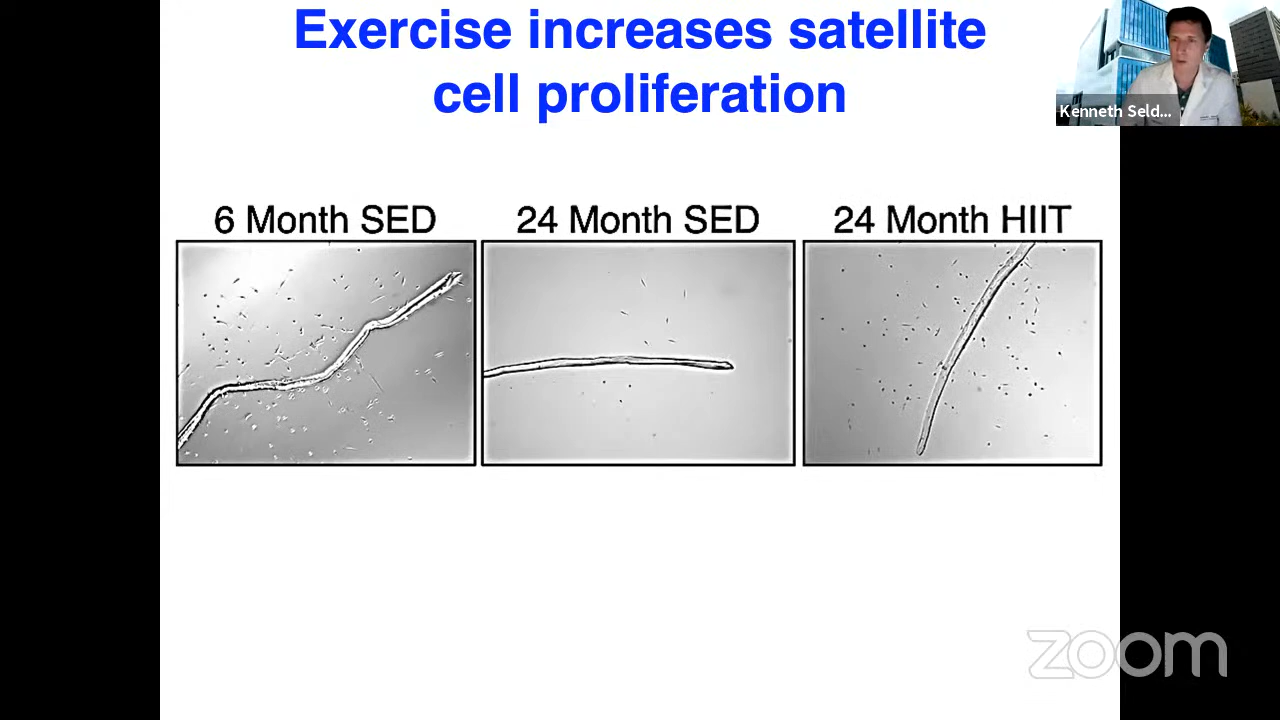 Exercise increases satellite
cell proliferation
Kenneth Seld...
6 Month SED
24 Month SED
24 Month HIIT
zoom